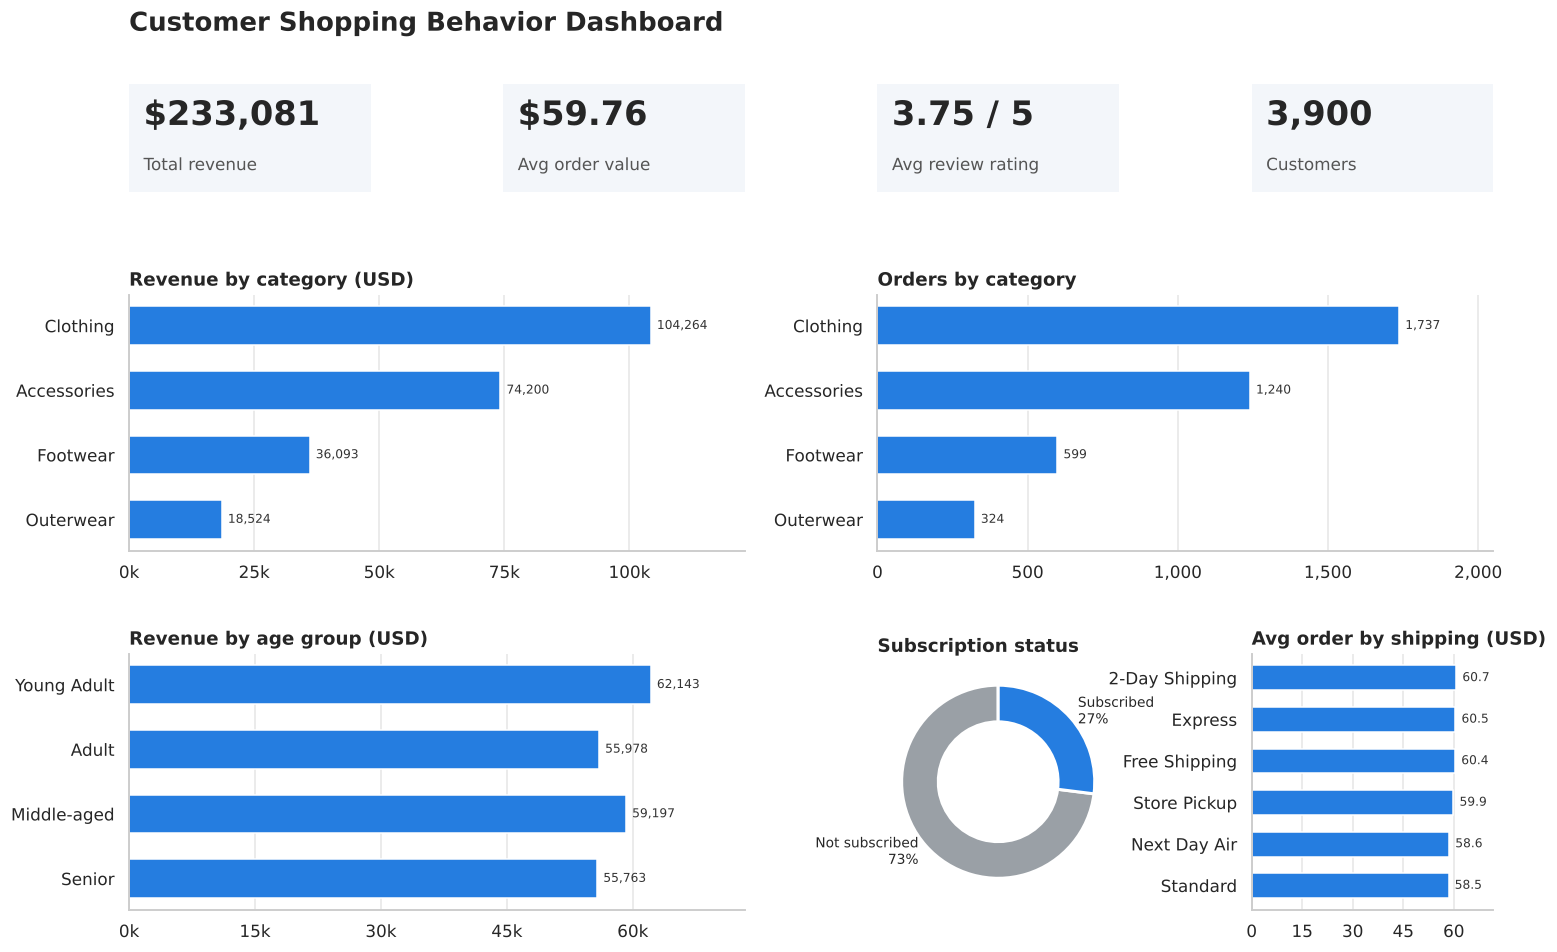 Customer Shopping Behavior Dashboard
$233,081
Total revenue
$59.76
Avg order value
3.75 / 5
Avg review rating
3,900
Customers
Revenue by category (USD)
Clothing 104,264
Accessories 74,200
Footwear 36,093
Outerwear 18,524
0k 25k 50k 75k 100k
Orders by category
Clothing 1,737
Accessories 1,240
Footwear 599
Outerwear 324
0 500 1,000 1,500 2,000
Revenue by age group (USD)
Young Adult 62,143
Adult 55,978
Middle-aged 59,197
Senior 55,763
0k 15k 30k 45k 60k
Subscription status
Subscribed
27%
Not subscribed
73%
Avg order by shipping (USD)
2-Day Shipping 60.7
Express 60.5
Free Shipping 60.4
Store Pickup 59.9
Next Day Air 58.6
Standard 58.5
0 15 30 45 60